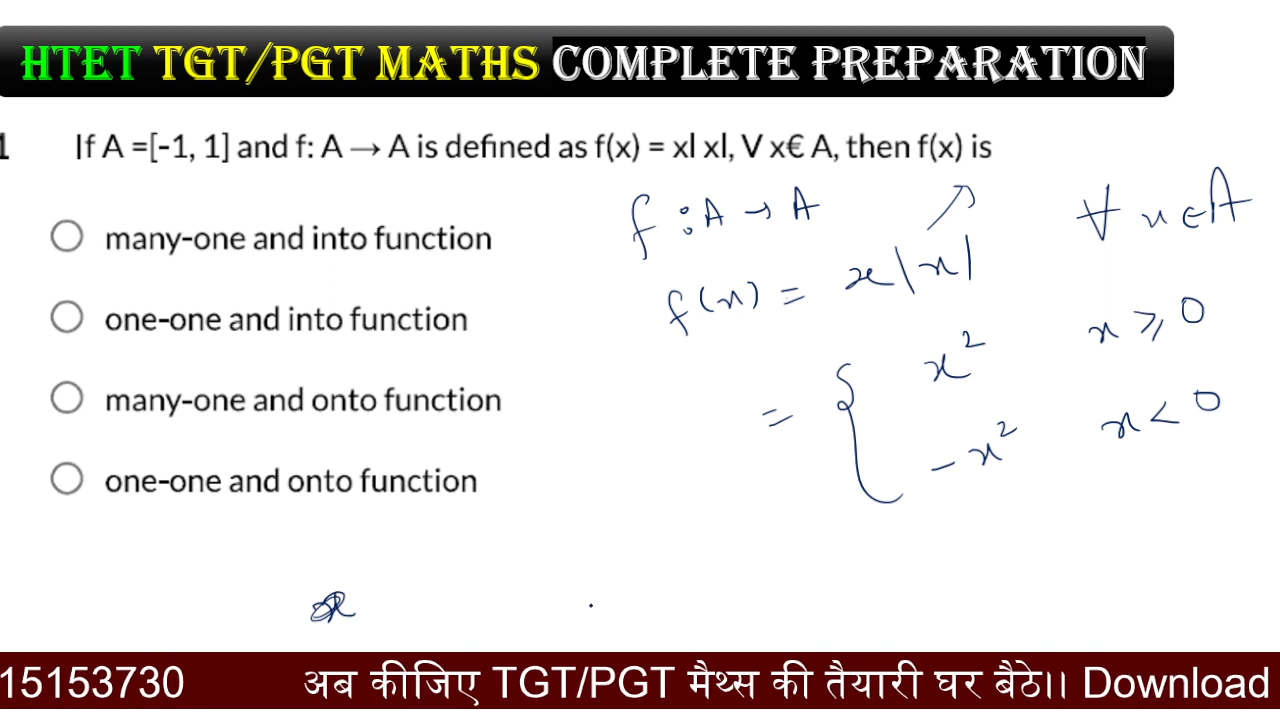 HTET TGT/PGT MATHS COMPLETE PREPARATION
1 If A =[-1, 1] and f: A → A is defined as f(x) = xl xl, V x€ A, then f(x) is
many-one and into function
one-one and into function
many-one and onto function
one-one and onto function
f : A → A ∀ x ∈ A
f(x) = x|x|
= { x² x ⩾ 0
-x² x < 0
15153730 अब कीजिए TGT/PGT मैथ्स की तैयारी घर बैठे।। Download